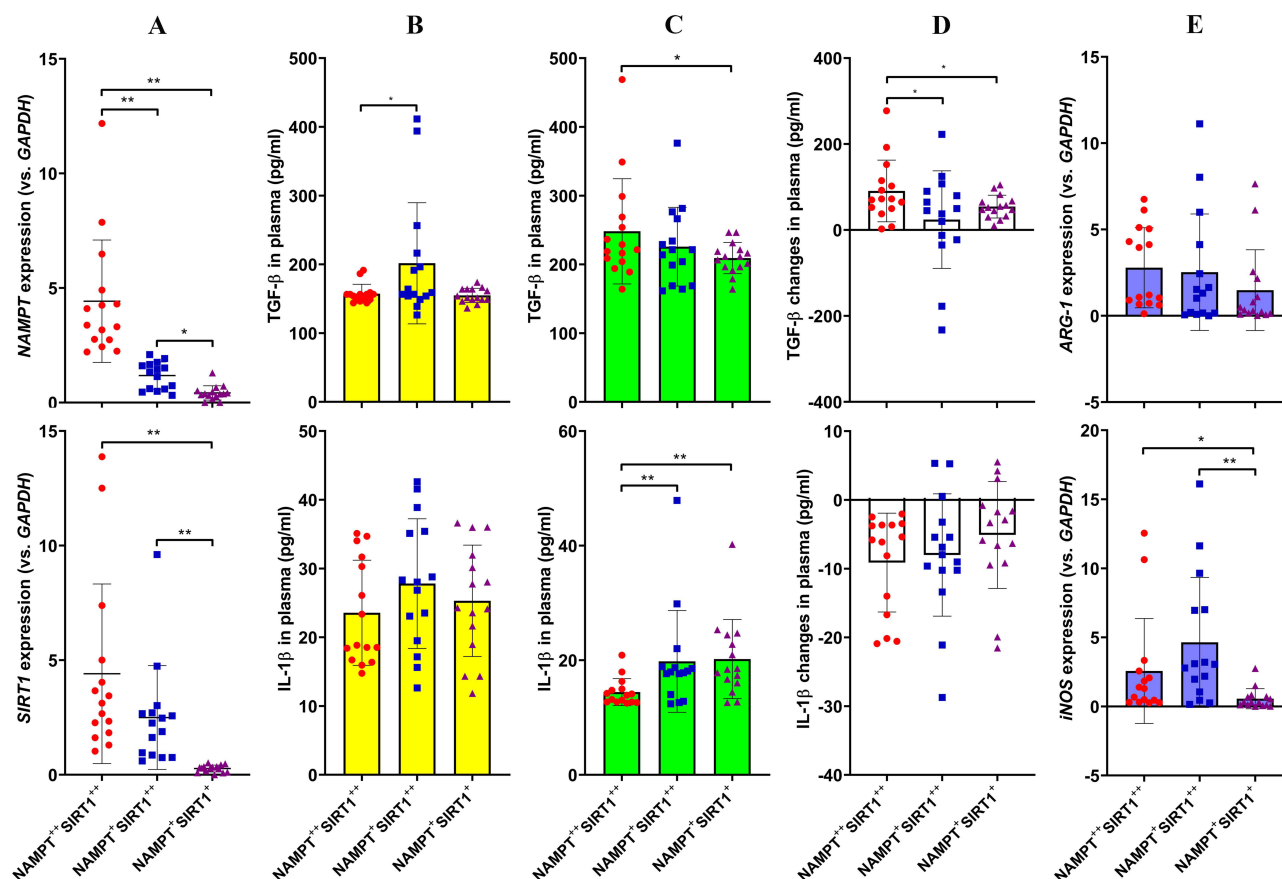 A
B
C
D
E
NAMPT expression (vs. GAPDH)
15
10
5
0
**
**
*
TGF-β in plasma (pg/ml)
500
400
300
200
100
0
*
TGF-β in plasma (pg/ml)
500
400
300
200
100
0
*
TGF-β changes in plasma (pg/ml)
400
200
0
-200
-400
*
*
ARG-1 expression (vs. GAPDH)
15
10
5
0
-5
SIRT1 expression (vs. GAPDH)
15
10
5
0
**
**
NAMPT⁺⁺SIRT1⁺⁺
NAMPT⁺SIRT1⁺⁺
NAMPT⁺SIRT1⁺
IL-1β in plasma (pg/ml)
50
40
30
20
10
0
NAMPT⁺⁺SIRT1⁺⁺
NAMPT⁺SIRT1⁺⁺
NAMPT⁺SIRT1⁺
IL-1β in plasma (pg/ml)
60
40
20
0
**
**
NAMPT⁺⁺SIRT1⁺⁺
NAMPT⁺SIRT1⁺⁺
NAMPT⁺SIRT1⁺
IL-1β changes in plasma (pg/ml)
10
0
-10
-20
-30
-40
NAMPT⁺⁺SIRT1⁺⁺
NAMPT⁺SIRT1⁺⁺
NAMPT⁺SIRT1⁺
iNOS expression (vs. GAPDH)
20
15
10
5
0
-5
*
**
NAMPT⁺⁺SIRT1⁺⁺
NAMPT⁺SIRT1⁺⁺
NAMPT⁺SIRT1⁺